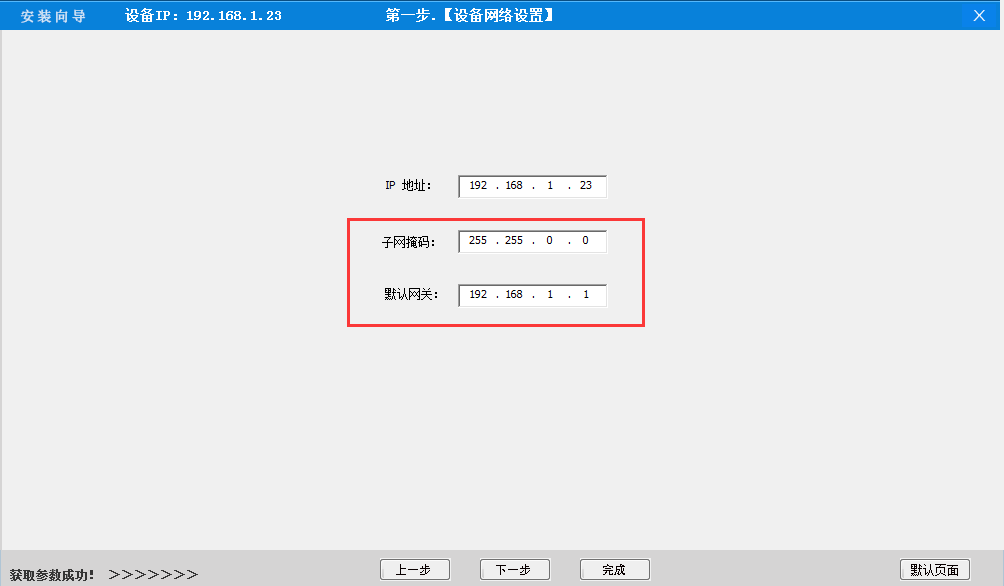 安装向导 设备IP: 192.168.1.23 第一步.【设备网络设置】
IP 地址: 192 . 168 . 1 . 23
子网掩码: 255 . 255 . 0 . 0
默认网关: 192 . 168 . 1 . 1
获取参数成功! >>>>>>> 上一步 下一步 完成 默认页面